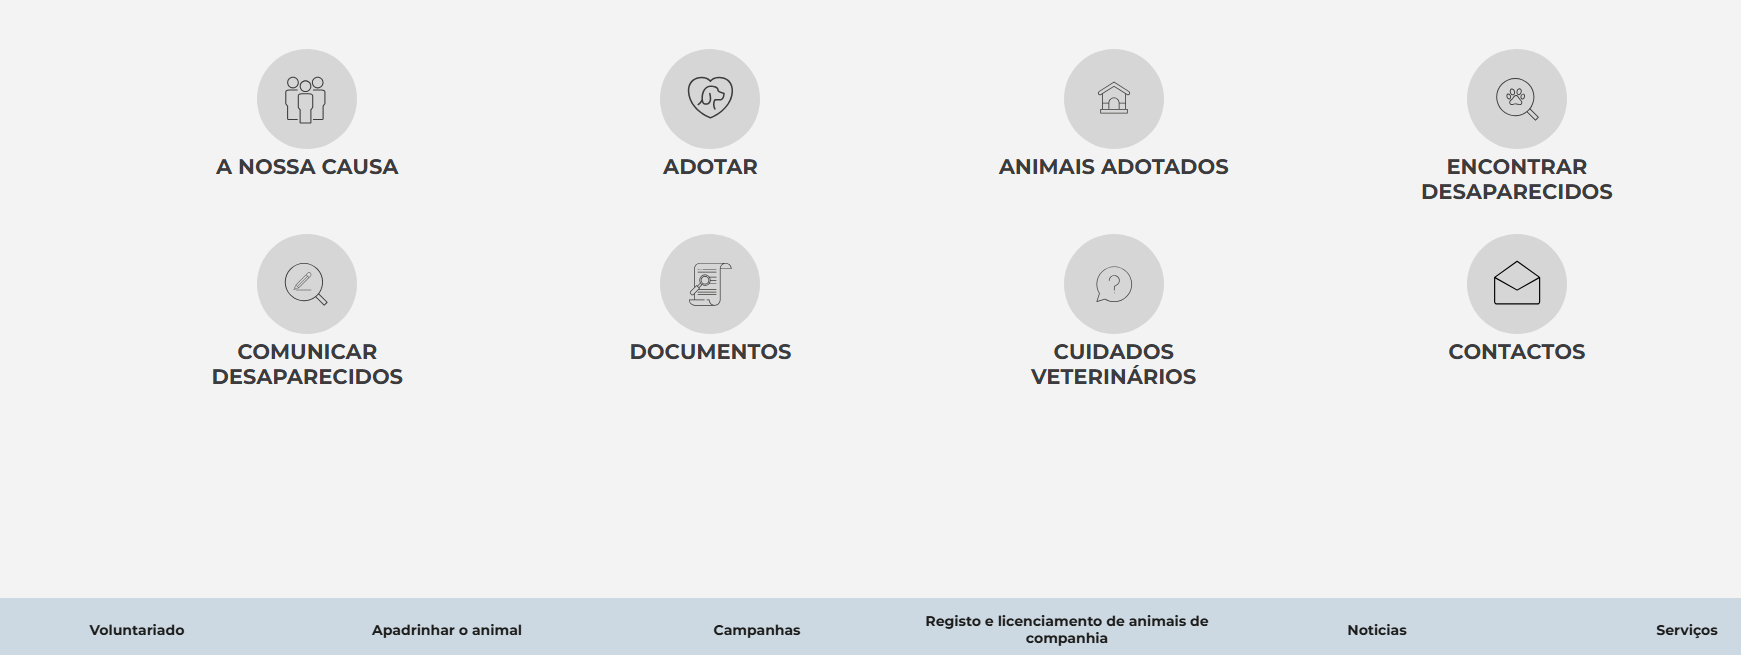 A NOSSA CAUSA
ADOTAR
ANIMAIS ADOTADOS
ENCONTRAR
DESAPARECIDOS
COMUNICAR
DESAPARECIDOS
DOCUMENTOS
CUIDADOS
VETERINÁRIOS
CONTACTOS
Voluntariado
Apadrinhar o animal
Campanhas
Registo e licenciamento de animais de
companhia
Noticias
Serviços